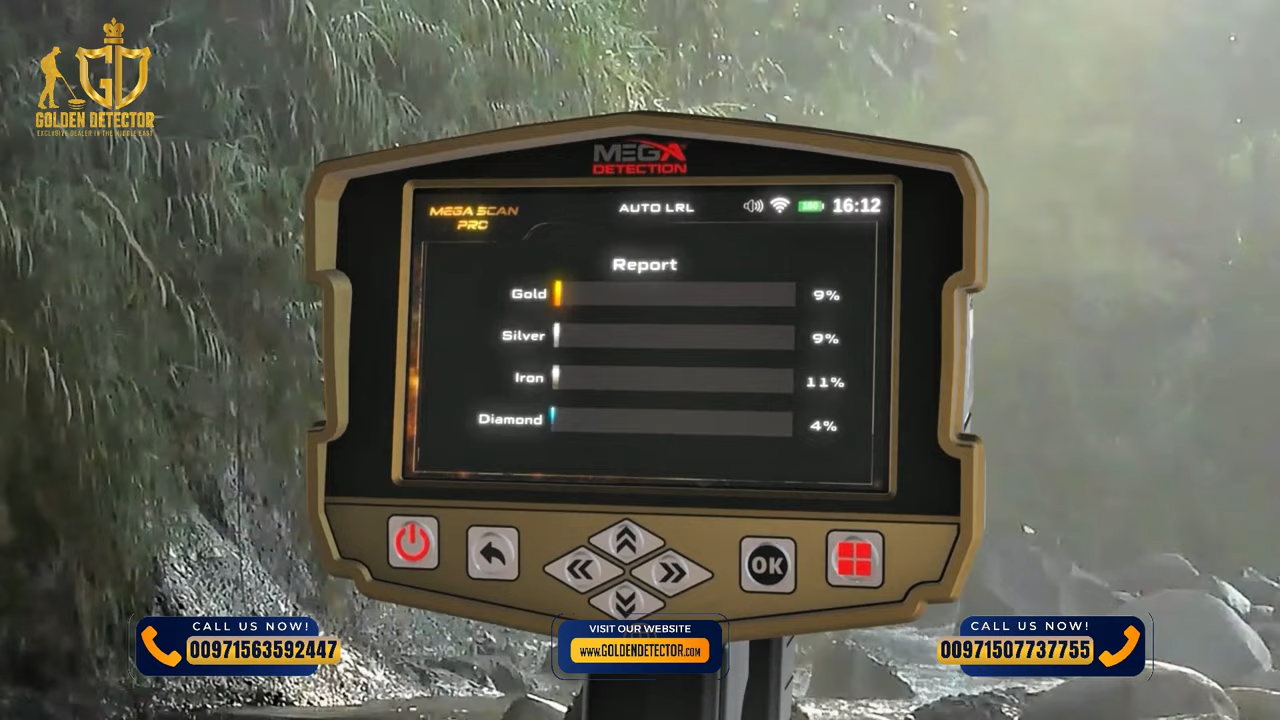 GOLDEN DETECTOR
EXCLUSIVE DEALER IN THE MIDDLE EAST
MEGA
DETECTION
MEGA SCAN
PRO
AUTO LRL
100
16:12
Report
Gold 9%
Silver 9%
Iron 11%
Diamond 4%
OK
CALL US NOW!
00971563592447
VISIT OUR WEBSITE
WWW.GOLDENDETECTOR.COM
CALL US NOW!
00971507737755